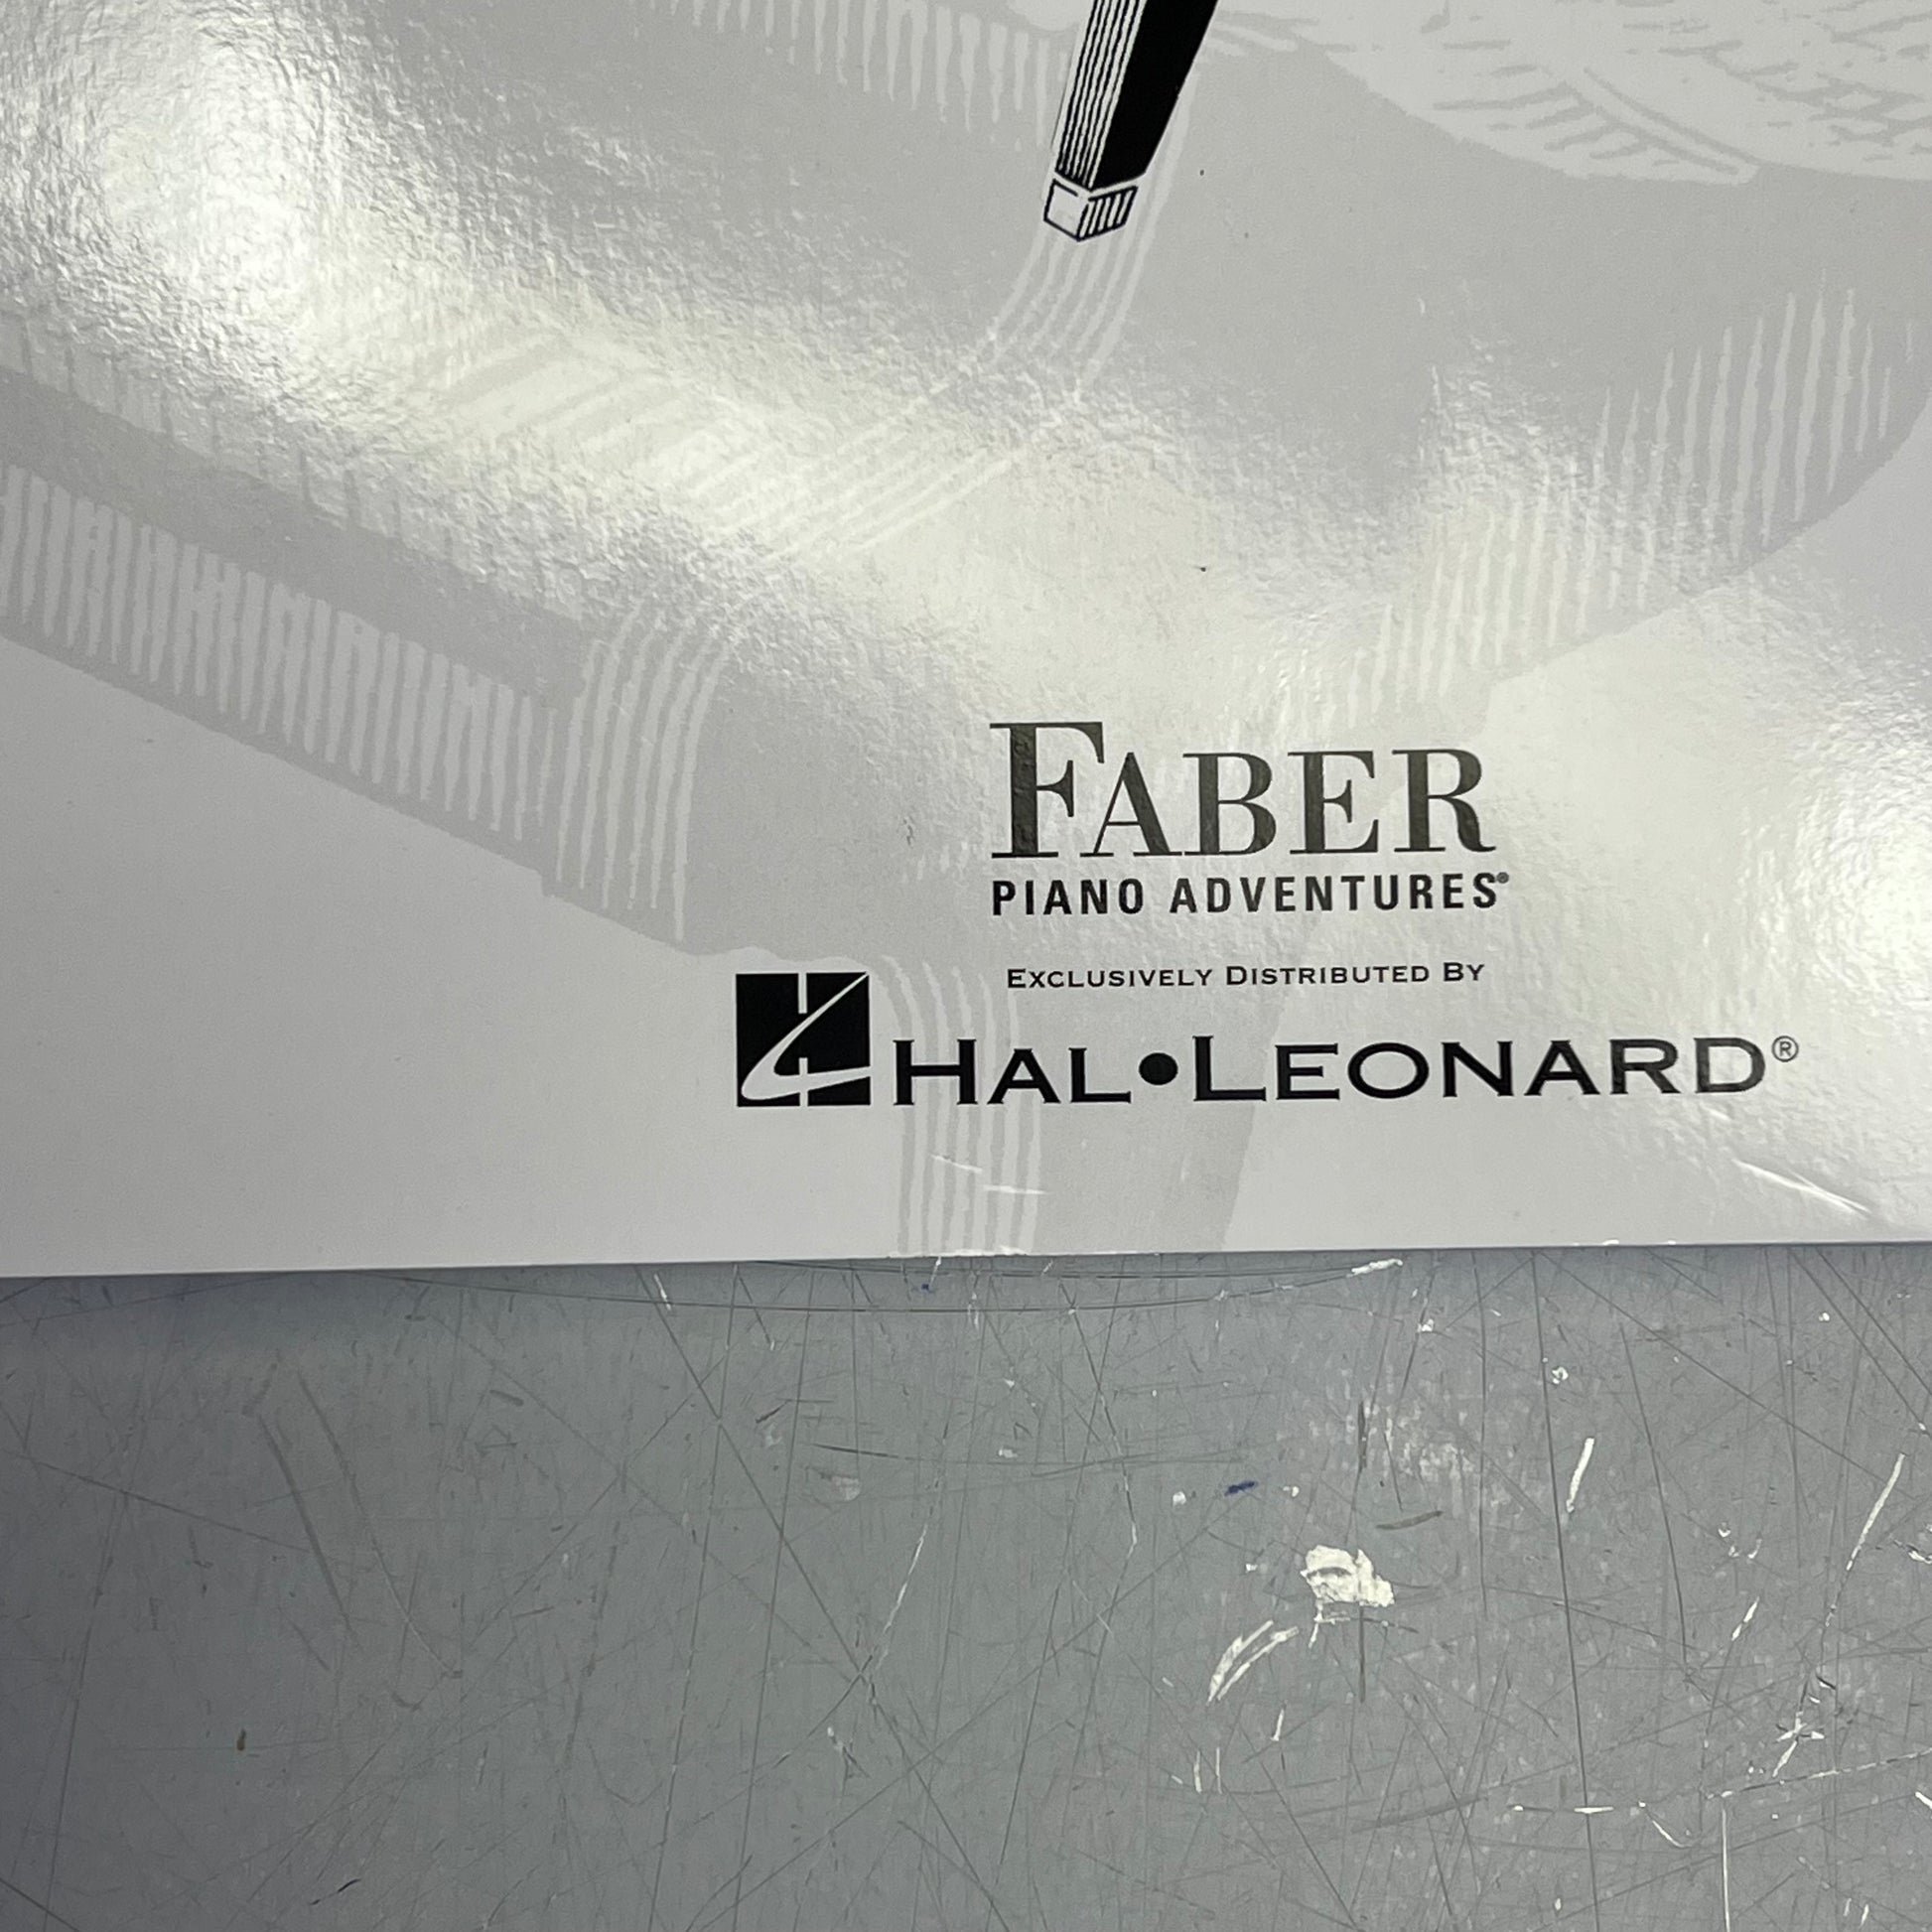 FABER
PIANO ADVENTURES®
EXCLUSIVELY DISTRIBUTED BY
HAL•LEONARD®